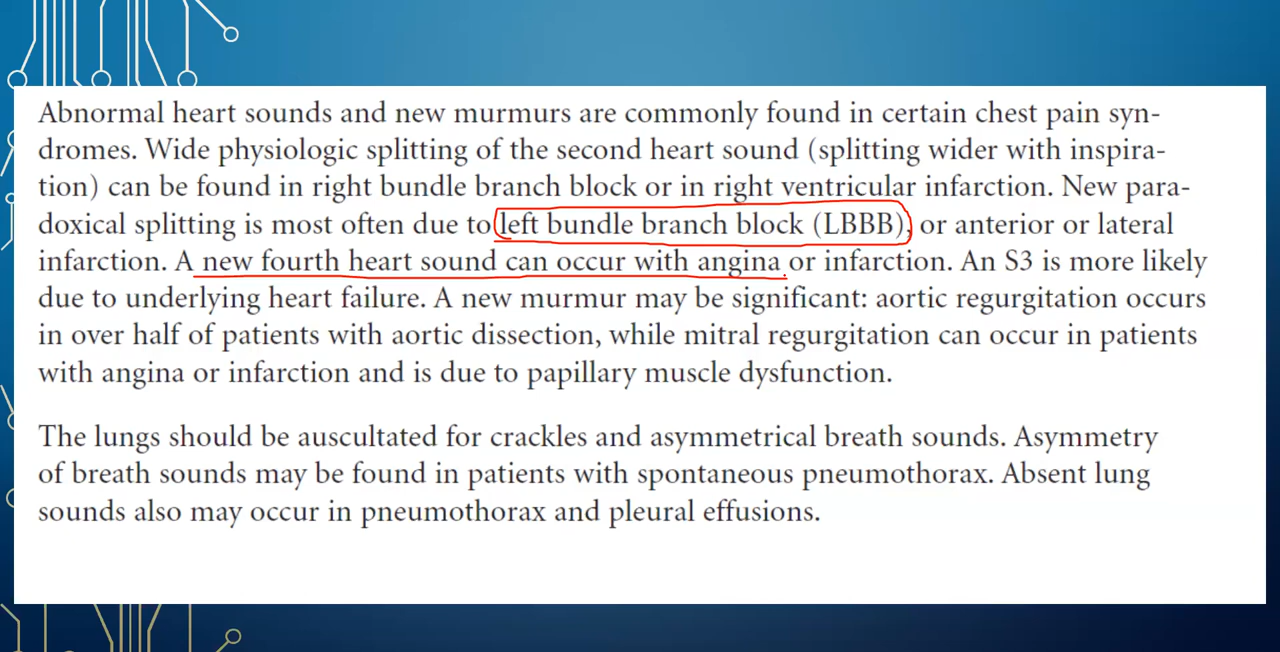 Abnormal heart sounds and new murmurs are commonly found in certain chest pain syn-
dromes. Wide physiologic splitting of the second heart sound (splitting wider with inspira-
tion) can be found in right bundle branch block or in right ventricular infarction. New para-
doxical splitting is most often due to left bundle branch block (LBBB), or anterior or lateral
infarction. A new fourth heart sound can occur with angina or infarction. An S3 is more likely
due to underlying heart failure. A new murmur may be significant: aortic regurgitation occurs
in over half of patients with aortic dissection, while mitral regurgitation can occur in patients
with angina or infarction and is due to papillary muscle dysfunction.
The lungs should be auscultated for crackles and asymmetrical breath sounds. Asymmetry
of breath sounds may be found in patients with spontaneous pneumothorax. Absent lung
sounds also may occur in pneumothorax and pleural effusions.